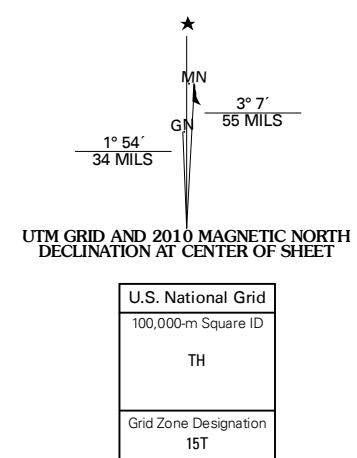 ★
MN
GN
3° 7´
55 MILS
1° 54´
34 MILS
UTM GRID AND 2010 MAGNETIC NORTH
DECLINATION AT CENTER OF SHEET
U.S. National Grid
100,000-m Square ID
TH
Grid Zone Designation
15T